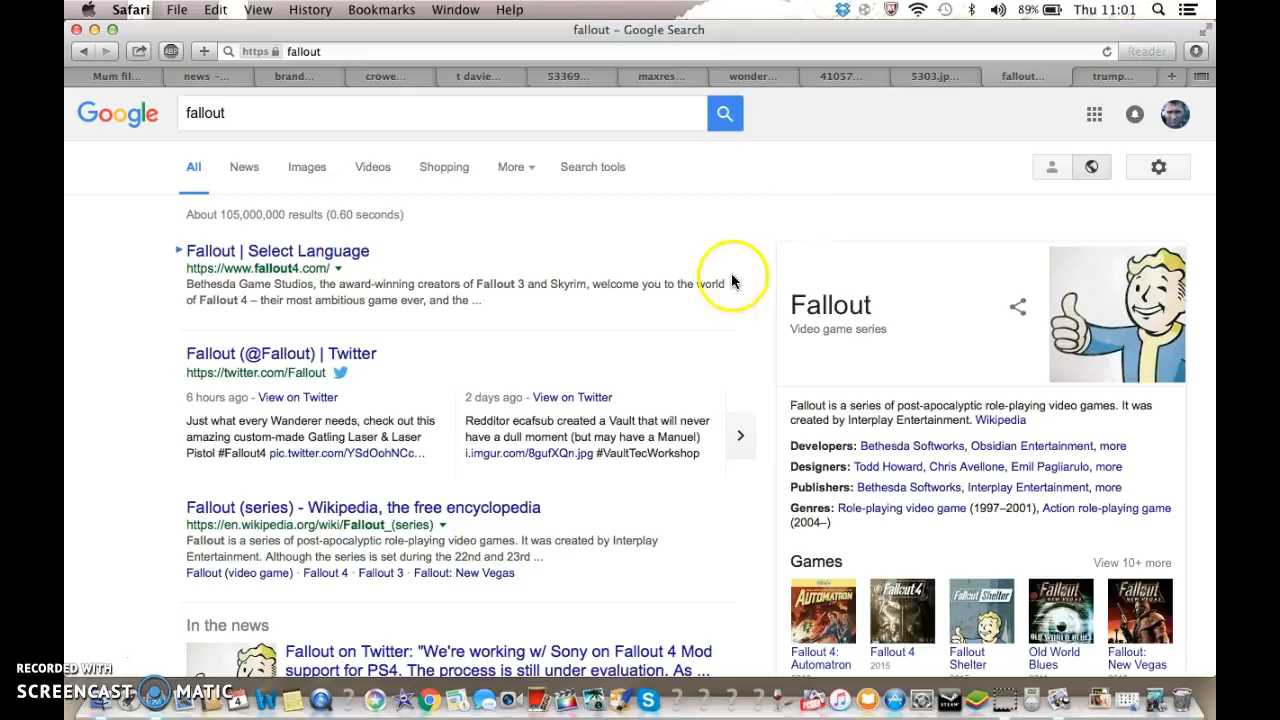 Safari File Edit View History Bookmarks Window Help 89% Thu 11:01
fallout – Google Search
ABP https fallout Reader
Mum fil... news –... brand... crowe... t davie... 53369... maxres... wonder... 41057... 5303.jp... fallout... trump...
Google fallout
All News Images Videos Shopping More Search tools
About 105,000,000 results (0.60 seconds)
Fallout | Select Language
https://www.fallout4.com/
Bethesda Game Studios, the award-winning creators of Fallout 3 and Skyrim, welcome you to the world
of Fallout 4 – their most ambitious game ever, and the ...
Fallout (@Fallout) | Twitter
https://twitter.com/Fallout
6 hours ago - View on Twitter
Just what every Wanderer needs, check out this
amazing custom-made Gatling Laser & Laser
Pistol #Fallout4 pic.twitter.com/YSdOohNCc...
2 days ago - View on Twitter
Redditor ecafsub created a Vault that will never
have a dull moment (but may have a Manuel)
i.imgur.com/8gufXQn.jpg #VaultTecWorkshop
Fallout (series) - Wikipedia, the free encyclopedia
https://en.wikipedia.org/wiki/Fallout_(series)
Fallout is a series of post-apocalyptic role-playing video games. It was created by Interplay
Entertainment. Although the series is set during the 22nd and 23rd ...
Fallout (video game) · Fallout 4 · Fallout 3 · Fallout: New Vegas
In the news
Fallout on Twitter: "We're working w/ Sony on Fallout 4 Mod
support for PS4. The process is still under evaluation. As ...
Fallout
Video game series
Fallout is a series of post-apocalyptic role-playing video games. It was
created by Interplay Entertainment. Wikipedia
Developers: Bethesda Softworks, Obsidian Entertainment, more
Designers: Todd Howard, Chris Avellone, Emil Pagliarulo, more
Publishers: Bethesda Softworks, Interplay Entertainment, more
Genres: Role-playing video game (1997–2001), Action role-playing game
(2004–)
Games View 10+ more
AUTOMATRON
Fallout 4
Fallout Shelter
Fallout
OLD WORLD BLUES
Fallout
NEW VEGAS
Fallout 4:
Automatron
Fallout 4
2015
Fallout
Shelter
Old World
Blues
Fallout:
New Vegas
RECORDED WITH
SCREENCAST MATIC